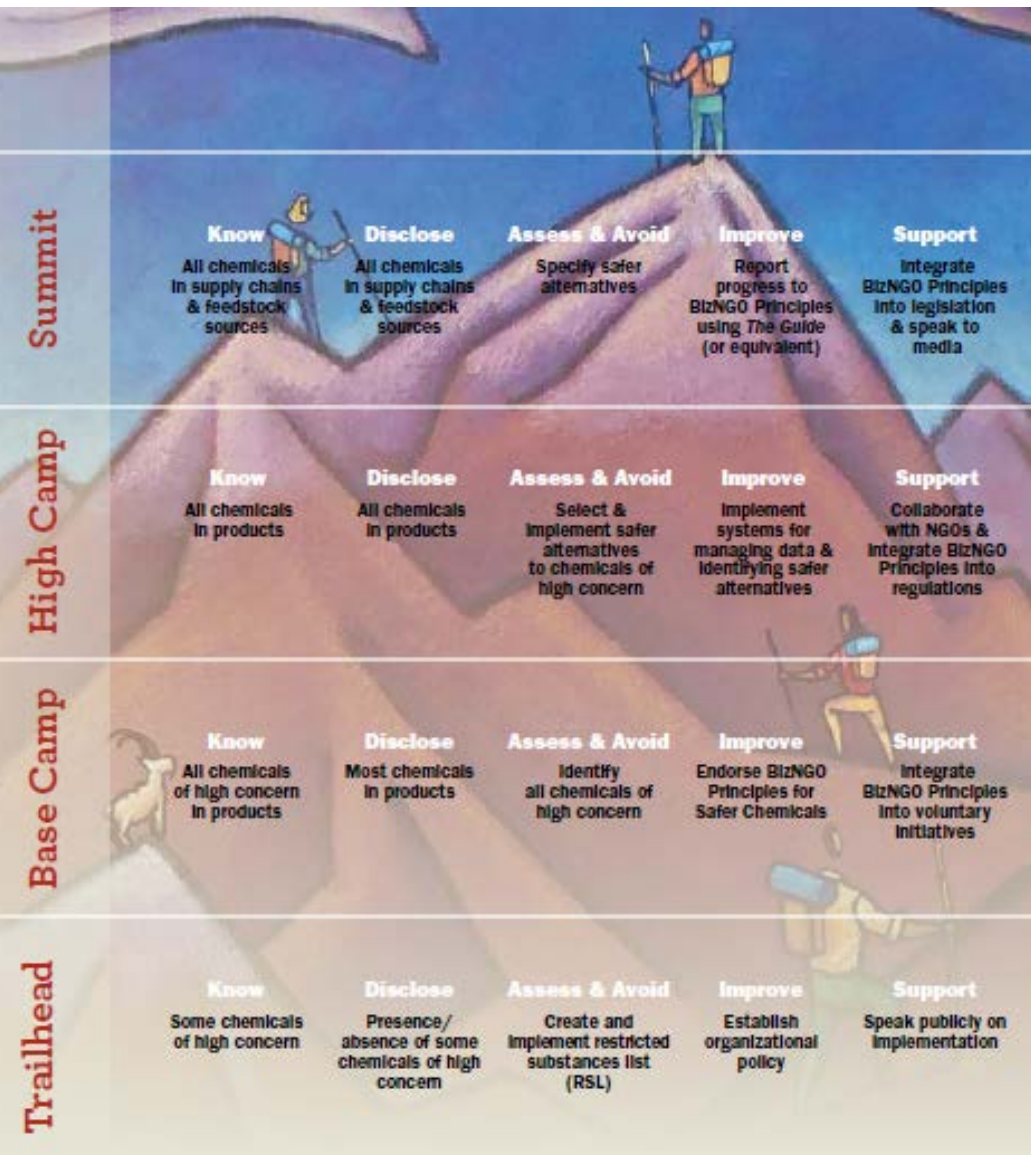 Summit
Know
All chemicals
in supply chains
& feedstock
sources
Disclose
All chemicals
in supply chains
& feedstock
sources
Assess & Avoid
Specify safer
alternatives
Improve
Report
progress to
BizNGO Principles
using The Guide
(or equivalent)
Support
Integrate
BizNGO Principles
into legislation
& speak to
media
High Camp
Know
All chemicals
in products
Disclose
All chemicals
in products
Assess & Avoid
Select &
implement safer
alternatives
to chemicals of
high concern
Improve
Implement
systems for
managing data &
identifying safer
alternatives
Support
Collaborate
with NGOs &
integrate BizNGO
Principles into
regulations
Base Camp
Know
All chemicals
of high concern
in products
Disclose
Most chemicals
in products
Assess & Avoid
Identify
all chemicals of
high concern
Improve
Endorse BizNGO
Principles for
Safer Chemicals
Support
Integrate
BizNGO Principles
into voluntary
initiatives
Trailhead
Know
Some chemicals
of high concern
Disclose
Presence/
absence of some
chemicals of high
concern
Assess & Avoid
Create and
implement restricted
substances list
(RSL)
Improve
Establish
organizational
policy
Support
Speak publicly on
implementation